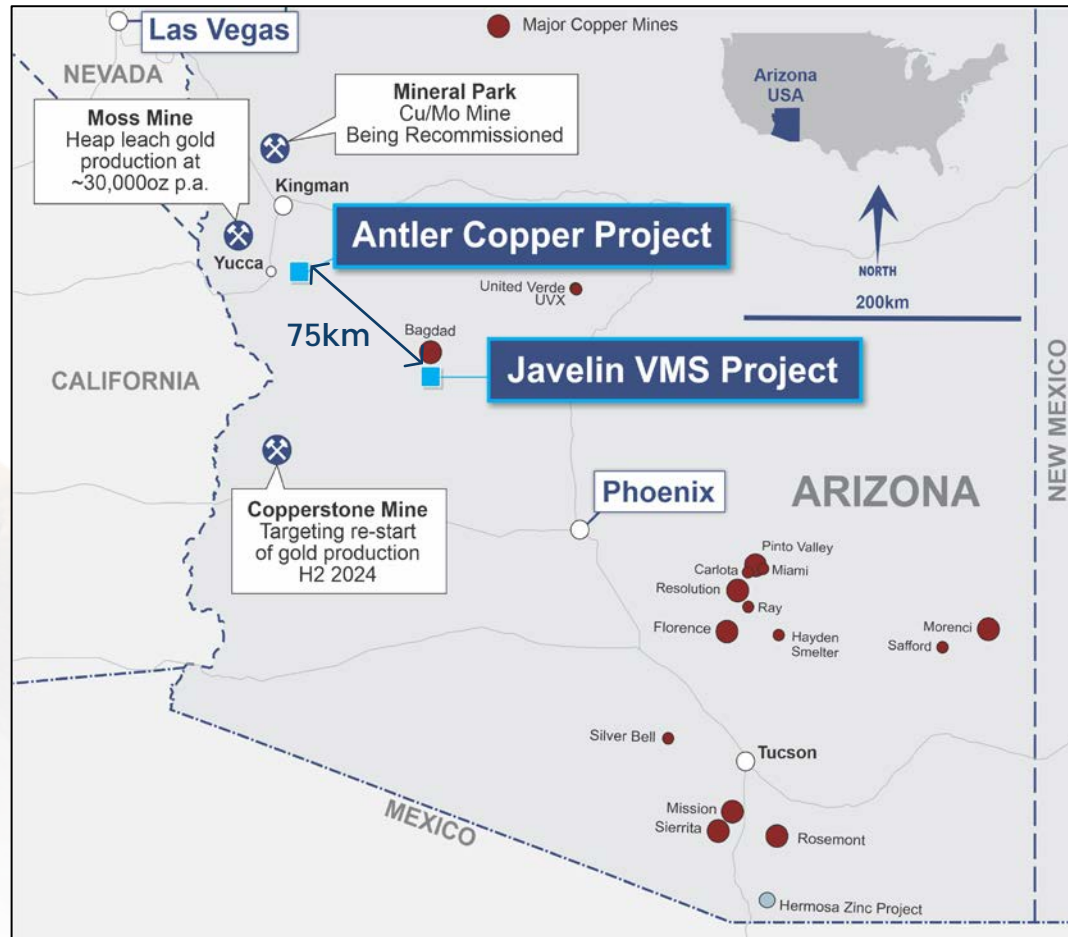 Las Vegas
Major Copper Mines
NEVADA
Arizona
USA
Mineral Park
Cu/Mo Mine
Being Recommissioned
Moss Mine
Heap leach gold
production at
~30,000oz p.a.
Kingman
Antler Copper Project
Yucca
NORTH
200km
United Verde
UVX
75km
Bagdad
Javelin VMS Project
CALIFORNIA
NEW MEXICO
ARIZONA
Phoenix
Copperstone Mine
Targeting re-start
of gold production
H2 2024
Pinto Valley
Carlota
Miami
Resolution
Ray
Florence
Hayden
Smelter
Morenci
Safford
Silver Bell
Tucson
MEXICO
Mission
Sierrita
Rosemont
Hermosa Zinc Project